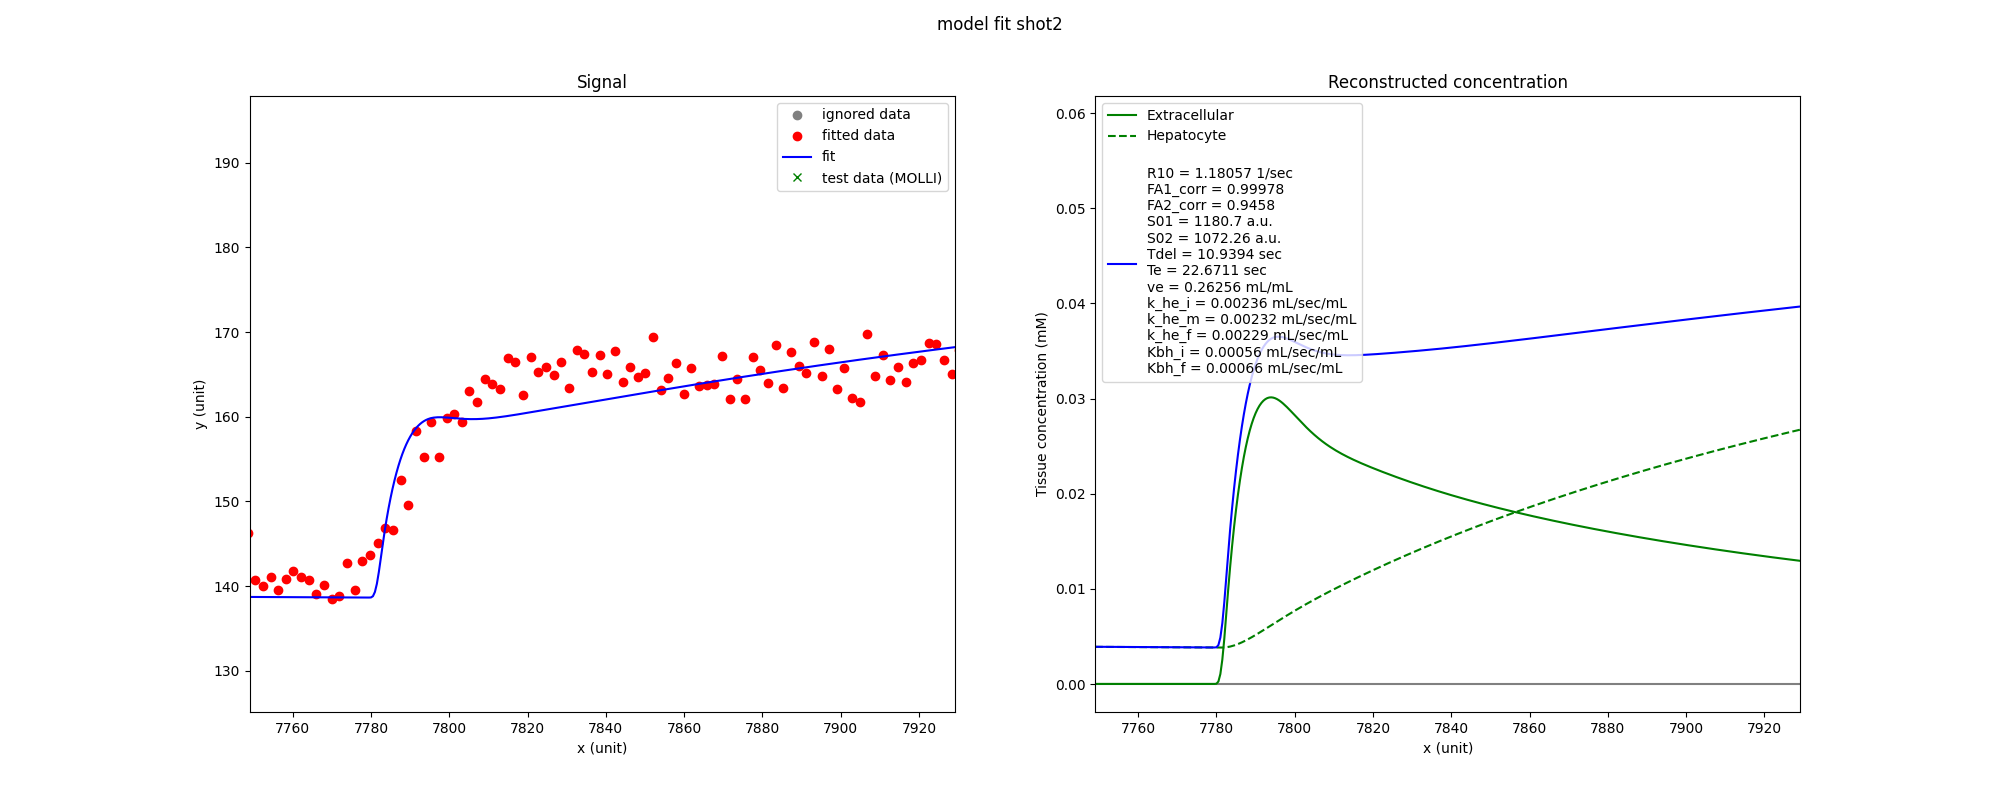 model fit shot2
Signal
ignored data
fitted data
fit
test data (MOLLI)
190
180
170
160
150
140
130
y (unit)
7760 7780 7800 7820 7840 7860 7880 7900 7920
x (unit)
Reconstructed concentration
Extracellular
Hepatocyte
R10 = 1.18057 1/sec
FA1_corr = 0.99978
FA2_corr = 0.9458
S01 = 1180.7 a.u.
S02 = 1072.26 a.u.
Tdel = 10.9394 sec
Te = 22.6711 sec
ve = 0.26256 mL/mL
k_he_i = 0.00236 mL/sec/mL
k_he_m = 0.00232 mL/sec/mL
k_he_f = 0.00229 mL/sec/mL
Kbh_i = 0.00056 mL/sec/mL
Kbh_f = 0.00066 mL/sec/mL
0.06
0.05
0.04
0.03
0.02
0.01
0.00
Tissue concentration (mM)
7760 7780 7800 7820 7840 7860 7880 7900 7920
x (unit)